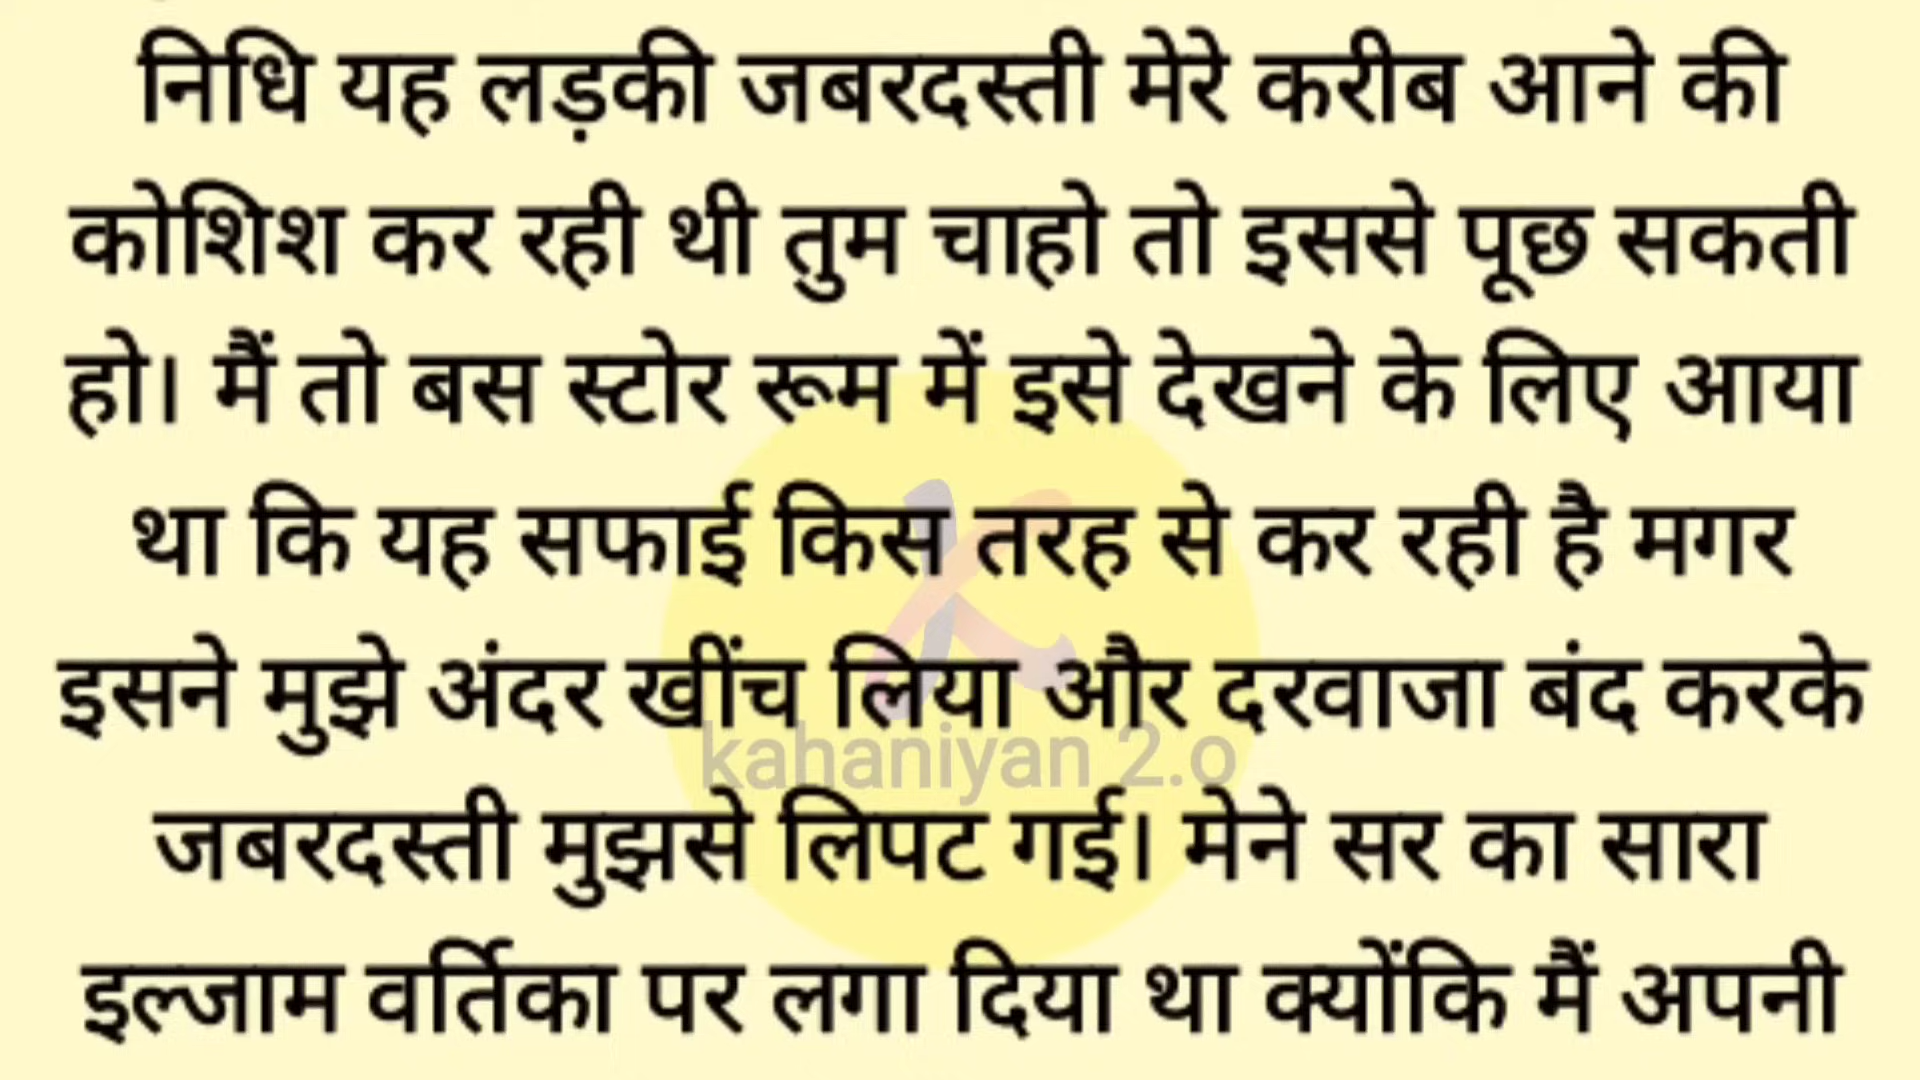 निधि यह लड़की जबरदस्ती मेरे करीब आने की
कोशिश कर रही थी तुम चाहो तो इससे पूछ सकती
हो। मैं तो बस स्टोर रूम में इसे देखने के लिए आया
था कि यह सफाई किस तरह से कर रही है मगर
इसने मुझे अंदर खींच लिया और दरवाजा बंद करके
kahaniyan 2.o
जबरदस्ती मुझसे लिपट गई। मेने सर का सारा
इल्जाम वर्तिका पर लगा दिया था क्योंकि मैं अपनी